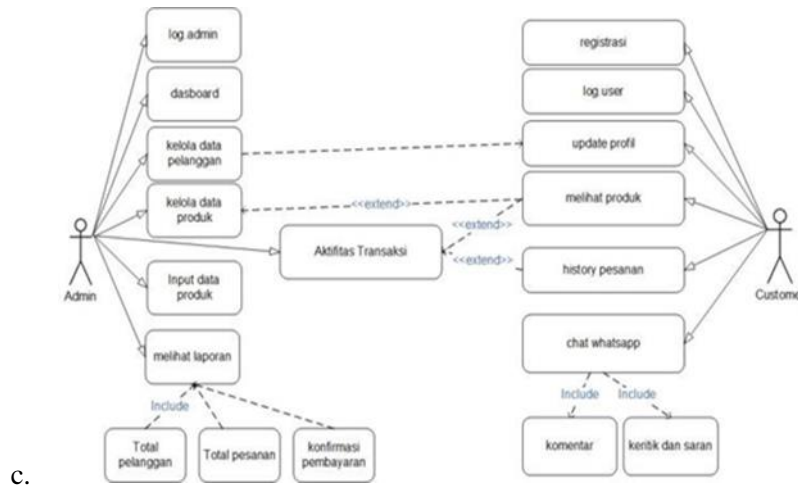 log admin
registrasi
dasboard
log user
kelola data
pelanggan
update profil
kelola data
produk
<<extend>>
melihat produk
<<extend>>
Aktifitas Transaksi
<<extend>>
history pesanan
Admin
Input data
produk
Custome
melihat laporan
chat whatsapp
Include
Include
Include
Total
pelanggan
Total pesanan
konfirmasi
pembayaran
komentar
keritik dan saran
c.